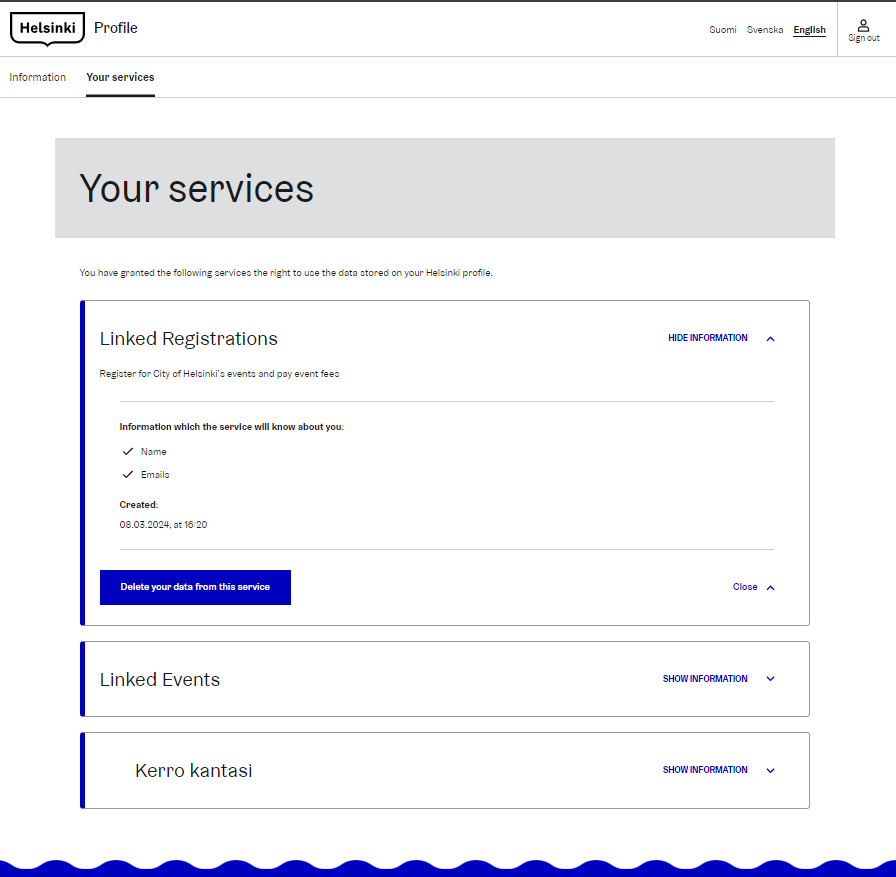 Helsinki Profile
Suomi Svenska English
Sign out
Information Your services
Your services
You have granted the following services the right to use the data stored on your Helsinki profile.
Linked Registrations
HIDE INFORMATION
Register for City of Helsinki's events and pay event fees
Information which the service will know about you:
Name
Emails
Created:
08.03.2024, at 16:20
Delete your data from this service
Close
Linked Events
SHOW INFORMATION
Kerro kantasi
SHOW INFORMATION